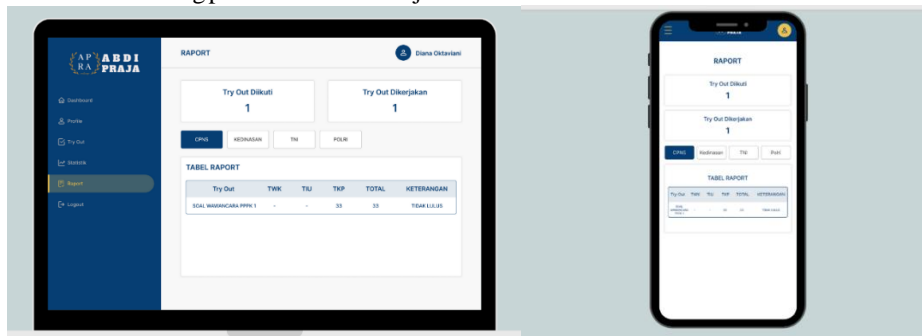 AP ABDI
RA PRAJA
Dashboard
Profile
Try Out
Statistik
Raport
Logout
RAPORT
Diana Oktaviani
Try Out Diikuti
1
Try Out Dikerjakan
1
CPNS KEDINASAN TNI POLRI
TABEL RAPORT
Try Out TWK TIU TKP TOTAL KETERANGAN
SOAL WAWANCARA PPPK 1 - - 33 33 TIDAK LULUS
RAPORT
Try Out Diikuti
1
Try Out Dikerjakan
1
CPNS Kedinasan TNI Polri
TABEL RAPORT
Try Out TWK TIU TKP TOTAL KETERANGAN